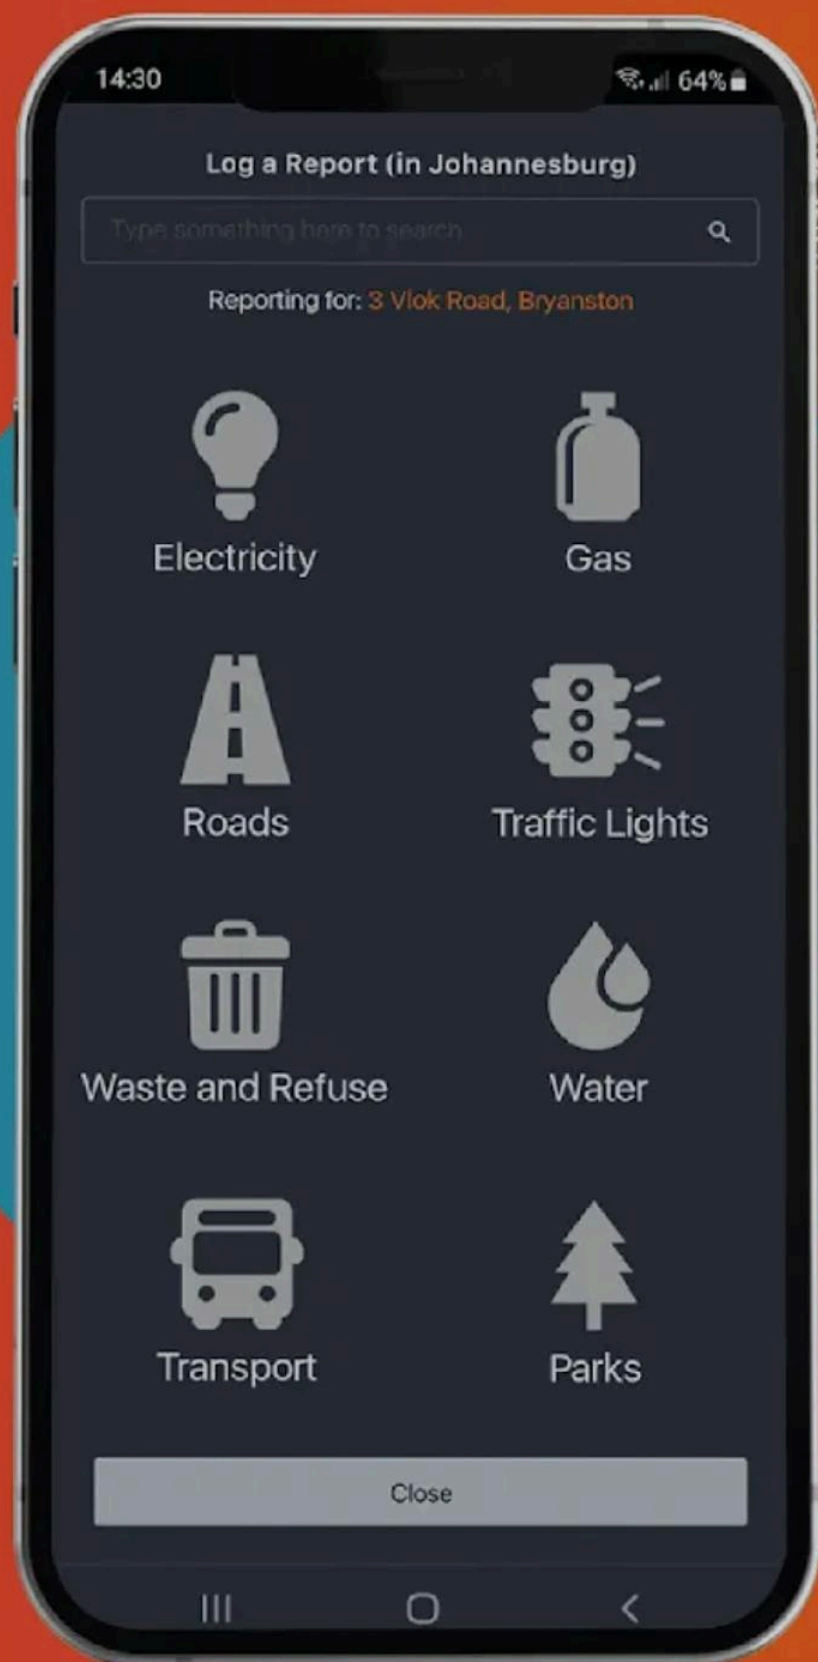 14:30 64%
Log a Report (in Johannesburg)
Type something here to search
Reporting for: 3 Vlok Road, Bryanston
Electricity Gas
Roads Traffic Lights
Waste and Refuse Water
Transport Parks
Close